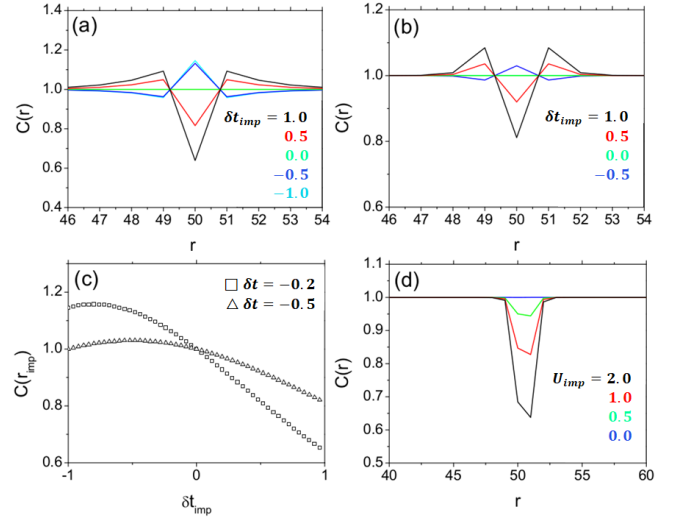 (a)
1.4
1.2
1.0
0.8
0.6
0.4
C(r)
δt_imp = 1.0
0.5
0.0
−0.5
−1.0
46 47 48 49 50 51 52 53 54
r
(b)
1.2
1.0
0.8
0.6
C(r)
δt_imp = 1.0
0.5
0.0
−0.5
46 47 48 49 50 51 52 53 54
r
(c)
1.2
1.0
0.8
0.6
C(r_imp)
□ δt = −0.2
△ δt = −0.5
-1 0 1
δt_imp
(d)
1.1
1.0
0.9
0.8
0.7
0.6
0.5
C(r)
U_imp = 2.0
1.0
0.5
0.0
40 45 50 55 60
r